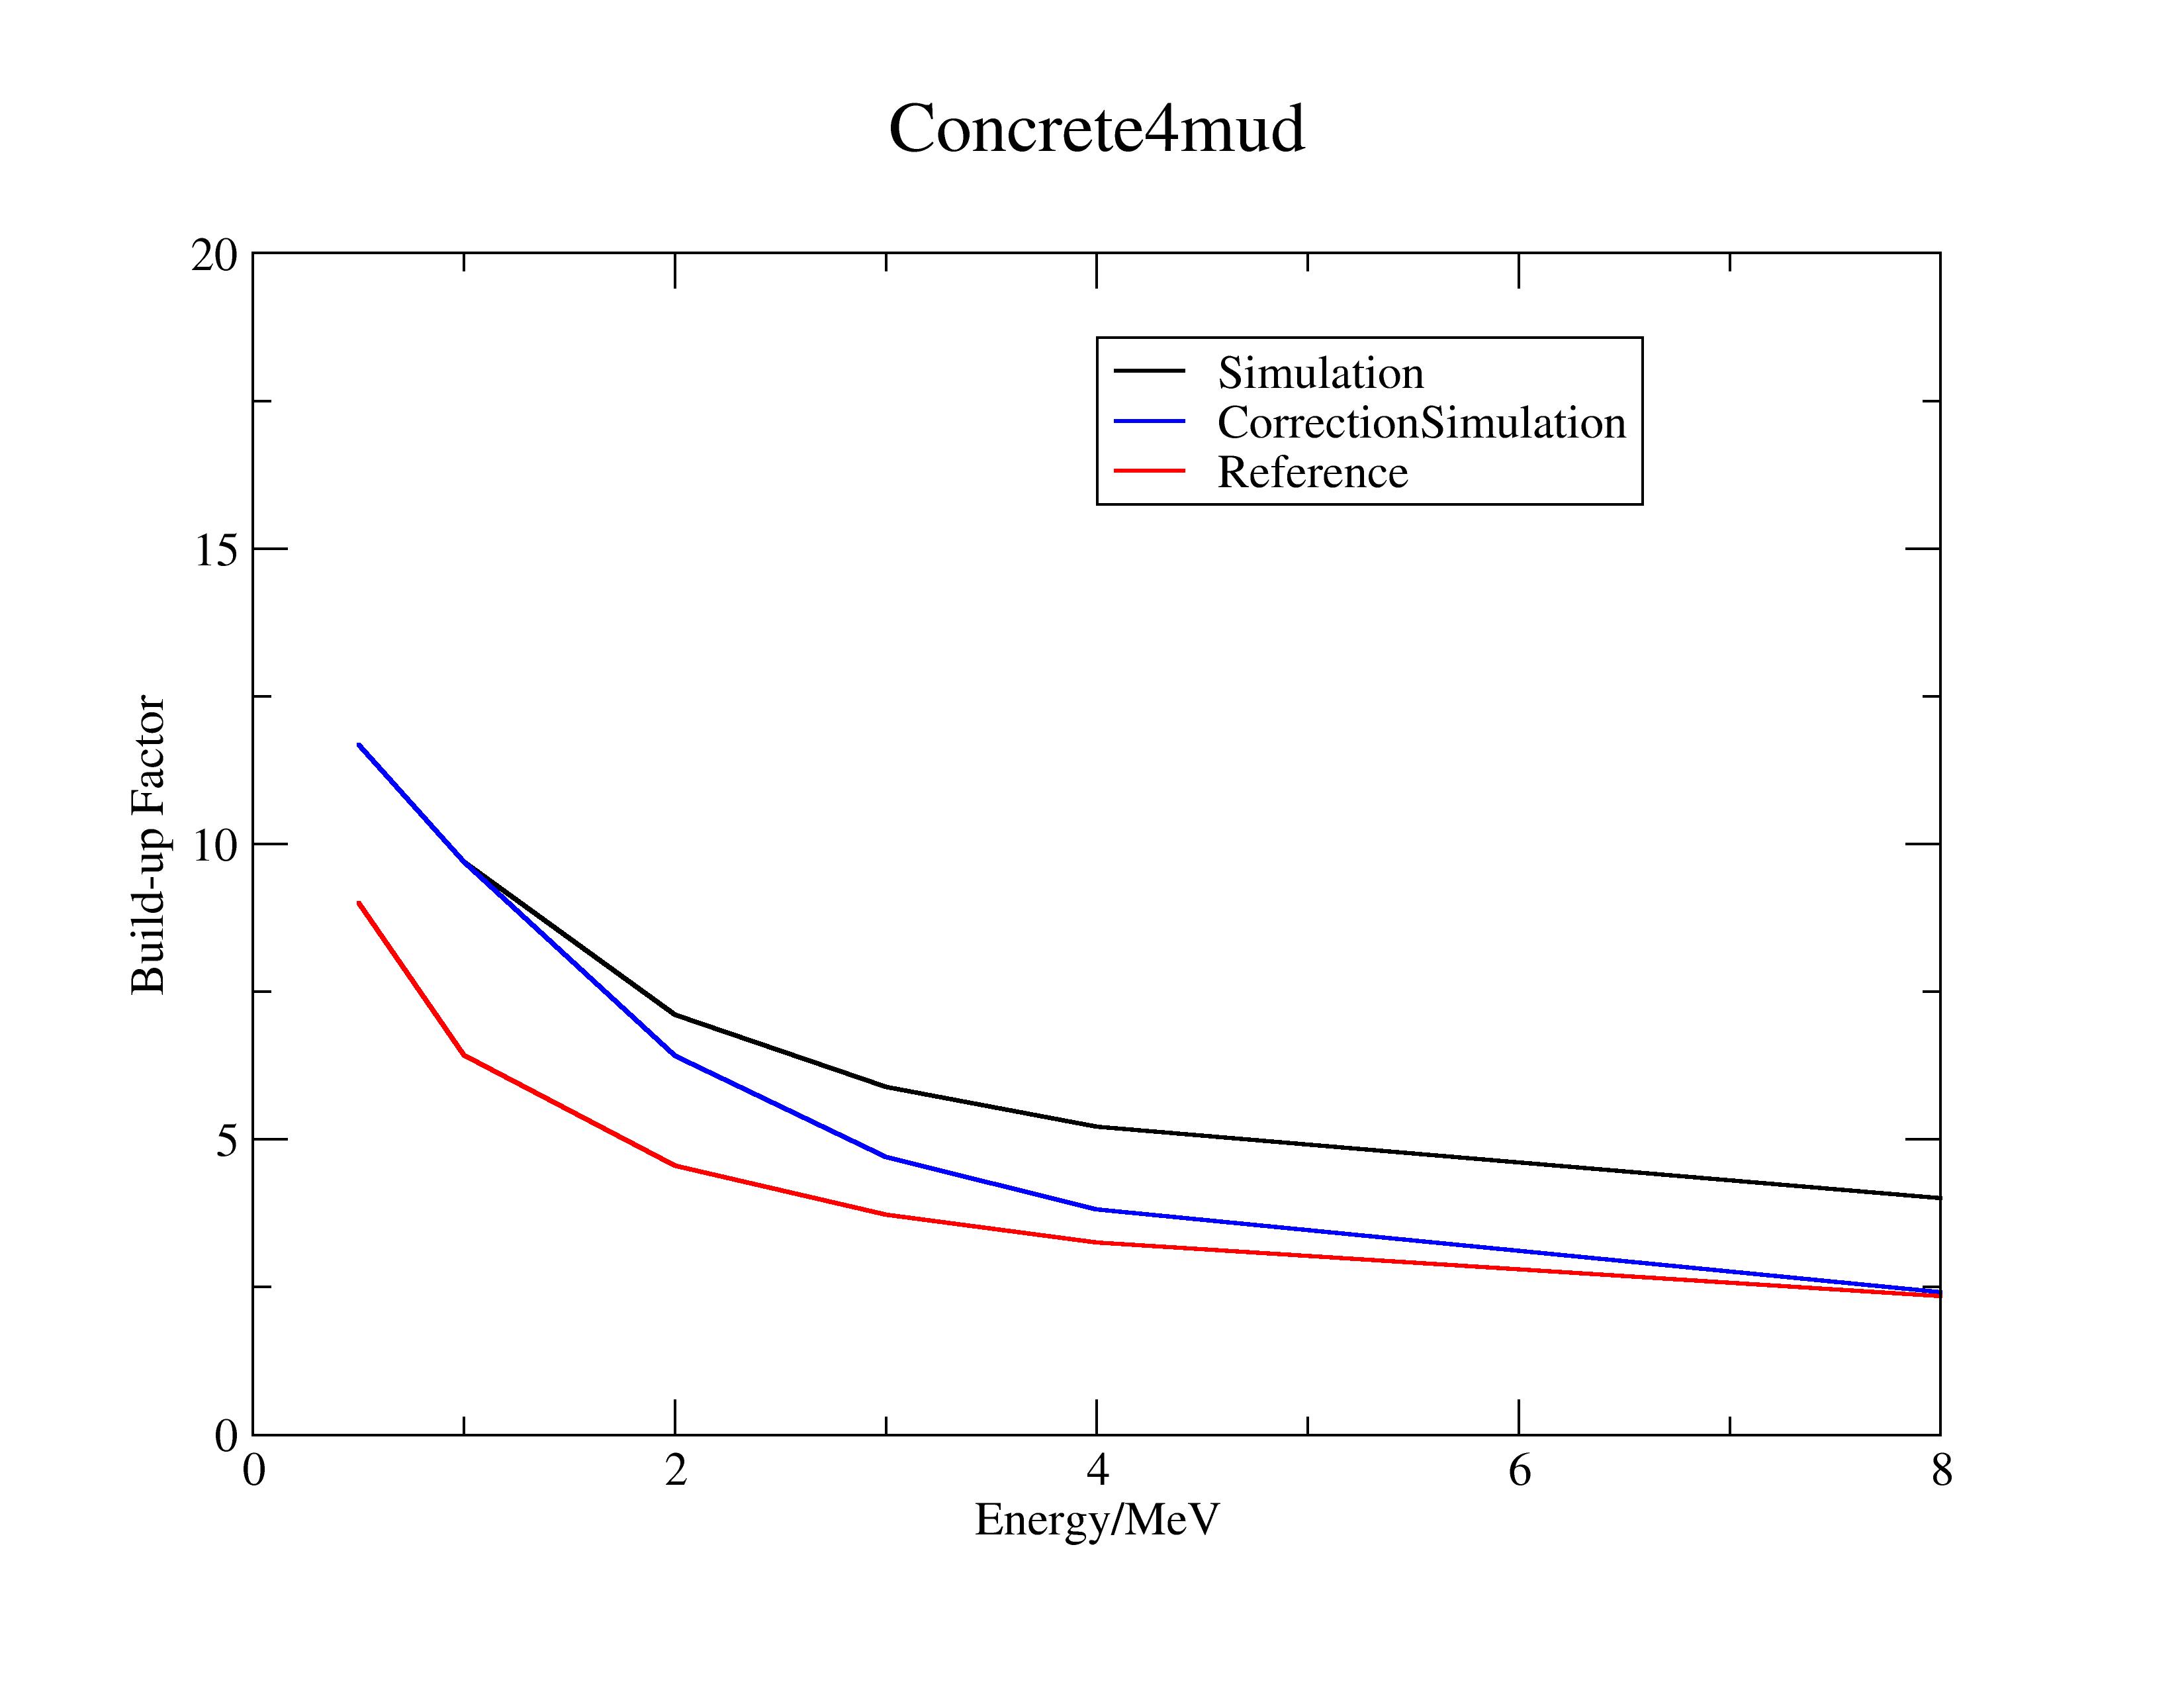 Concrete4mud
20
15
10
5
0
Build-up Factor
Simulation
CorrectionSimulation
Reference
0 2 4 6 8
Energy/MeV